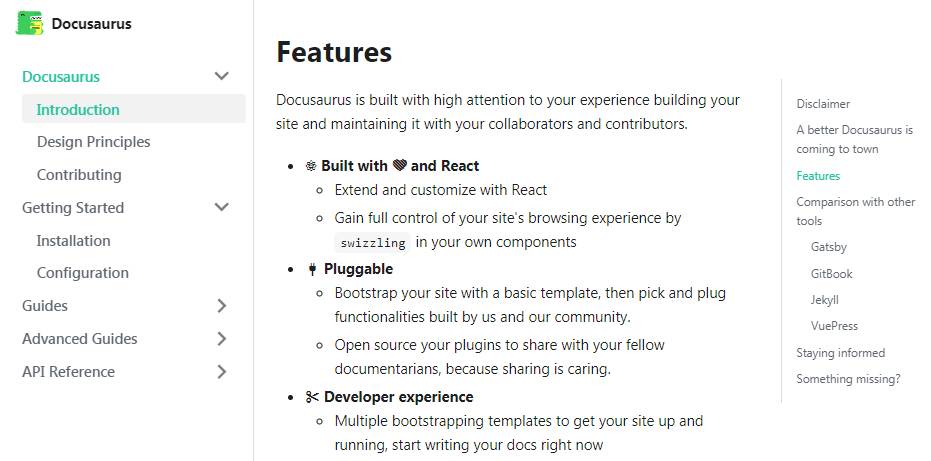 Docusaurus
Docusaurus
Introduction
Design Principles
Contributing
Getting Started
Installation
Configuration
Guides
Advanced Guides
API Reference
Features
Docusaurus is built with high attention to your experience building your
site and maintaining it with your collaborators and contributors.
Built with and React
Extend and customize with React
Gain full control of your site's browsing experience by
swizzling in your own components
Pluggable
Bootstrap your site with a basic template, then pick and plug
functionalities built by us and our community.
Open source your plugins to share with your fellow
documentarians, because sharing is caring.
Developer experience
Multiple bootstrapping templates to get your site up and
running, start writing your docs right now
Disclaimer
A better Docusaurus is
coming to town
Features
Comparison with other
tools
Gatsby
GitBook
Jekyll
VuePress
Staying informed
Something missing?